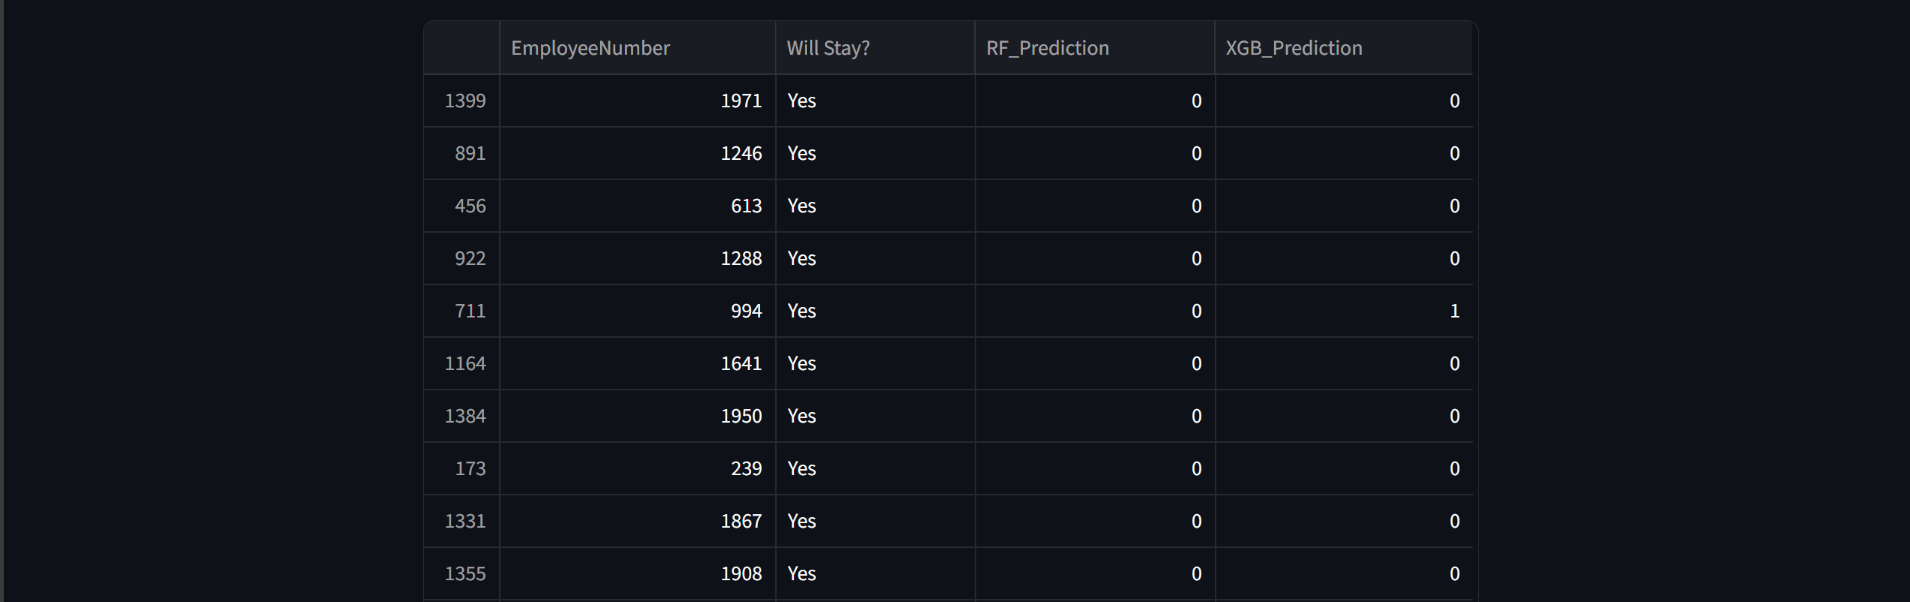 EmployeeNumber Will Stay? RF_Prediction XGB_Prediction
1399 1971 Yes 0 0
891 1246 Yes 0 0
456 613 Yes 0 0
922 1288 Yes 0 0
711 994 Yes 0 1
1164 1641 Yes 0 0
1384 1950 Yes 0 0
173 239 Yes 0 0
1331 1867 Yes 0 0
1355 1908 Yes 0 0